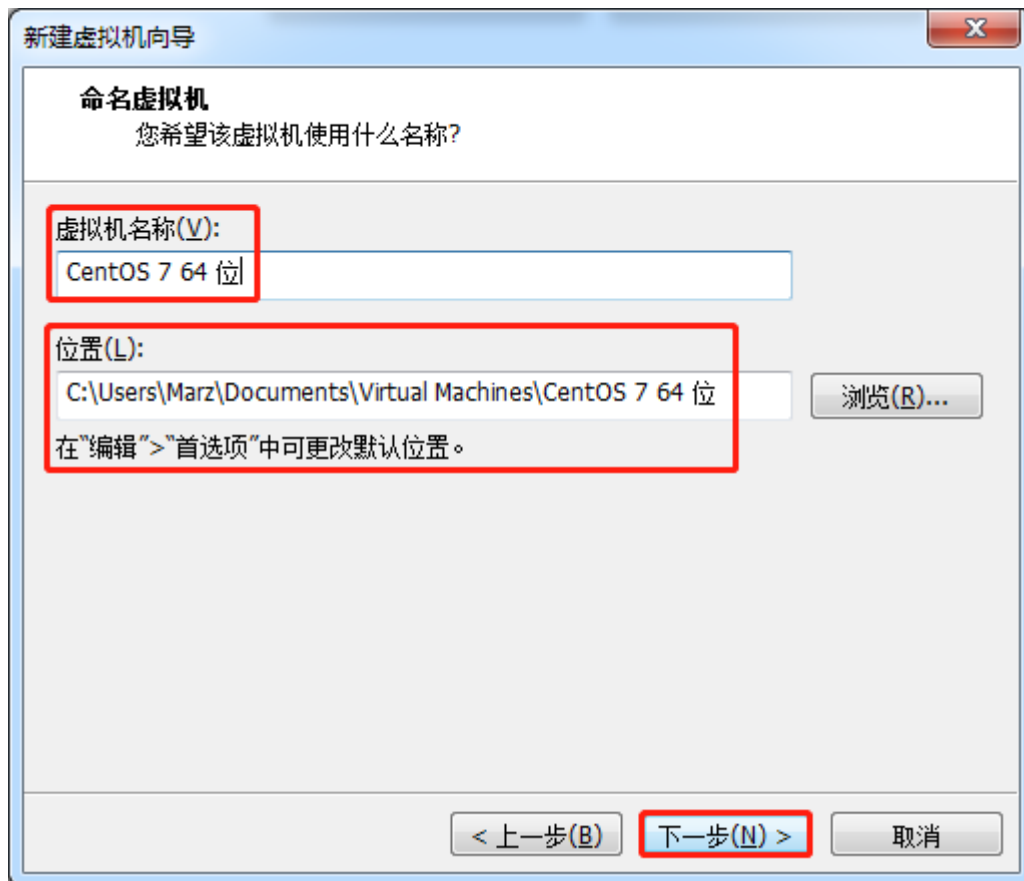 新建虚拟机向导
命名虚拟机
您希望该虚拟机使用什么名称?
虚拟机名称(V):
CentOS 7 64 位
位置(L):
C:\Users\Marz\Documents\Virtual Machines\CentOS 7 64 位
浏览(R)...
在"编辑">"首选项"中可更改默认位置。
< 上一步(B)
下一步(N) >
取消